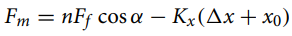 F_m = nF_f cos α − K_x(Δx + x_0)